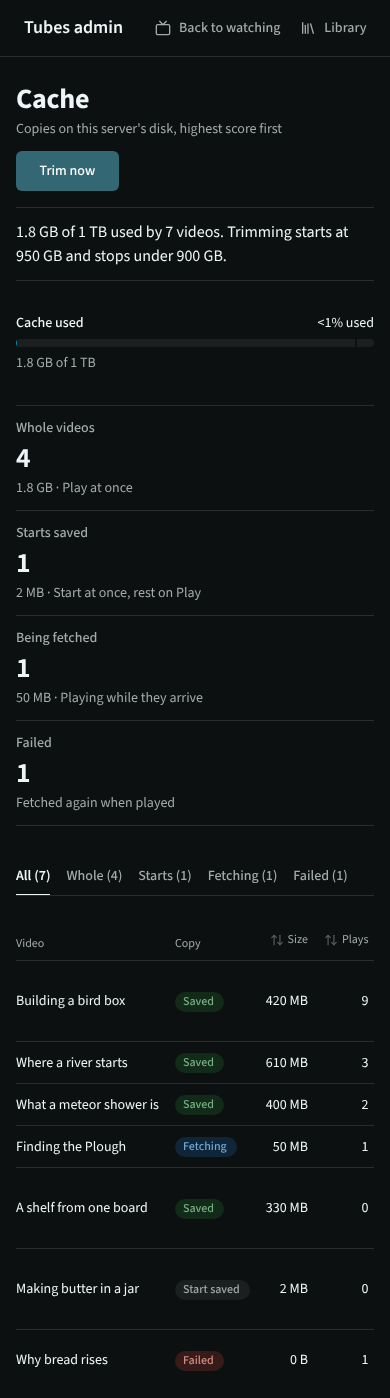 Tubes admin
Back to watching
Library
Cache
Copies on this server's disk, highest score first
Trim now
1.8 GB of 1 TB used by 7 videos. Trimming starts at
950 GB and stops under 900 GB.
Cache used <1% used
1.8 GB of 1 TB
Whole videos
4
1.8 GB · Play at once
Starts saved
1
2 MB · Start at once, rest on Play
Being fetched
1
50 MB · Playing while they arrive
Failed
1
Fetched again when played
All (7) Whole (4) Starts (1) Fetching (1) Failed (1)
Video Copy Size Plays
Building a bird box Saved 420 MB 9
Where a river starts Saved 610 MB 3
What a meteor shower is Saved 400 MB 2
Finding the Plough Fetching 50 MB 1
A shelf from one board Saved 330 MB 0
Making butter in a jar Start saved 2 MB 0
Why bread rises Failed 0 B 1